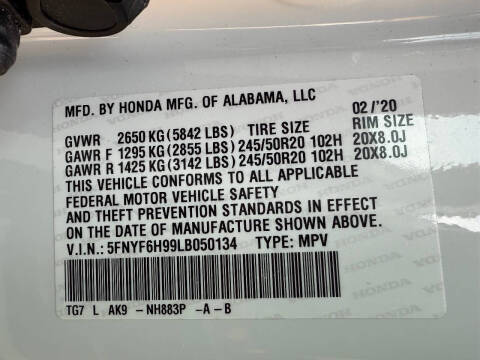 MFD. BY HONDA MFG. OF ALABAMA, LLC 02 /'20
GVWR 2650 KG (5842 LBS) TIRE SIZE RIM SIZE
GAWR F 1295 KG (2855 LBS) 245/50R20 102H 20X8.0J
GAWR R 1425 KG (3142 LBS) 245/50R20 102H 20X8.0J
THIS VEHICLE CONFORMS TO ALL APPLICABLE
FEDERAL MOTOR VEHICLE SAFETY
AND THEFT PREVENTION STANDARDS IN EFFECT
ON THE DATE OF MANUFACTURE SHOWN ABOVE.
V.I.N.: 5FNYF6H99LB050134 TYPE: MPV
TG7 L AK9 -NH883P -A-B